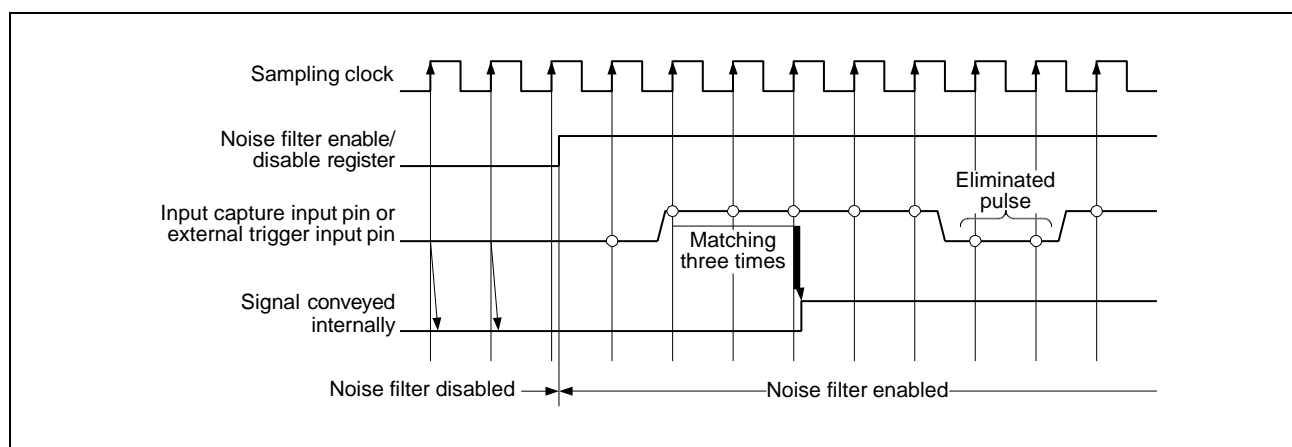 Sampling clock
Noise filter enable/
disable register
Eliminated
pulse
Input capture input pin or
external trigger input pin
Matching
three times
Signal conveyed
internally
Noise filter disabled
Noise filter enabled